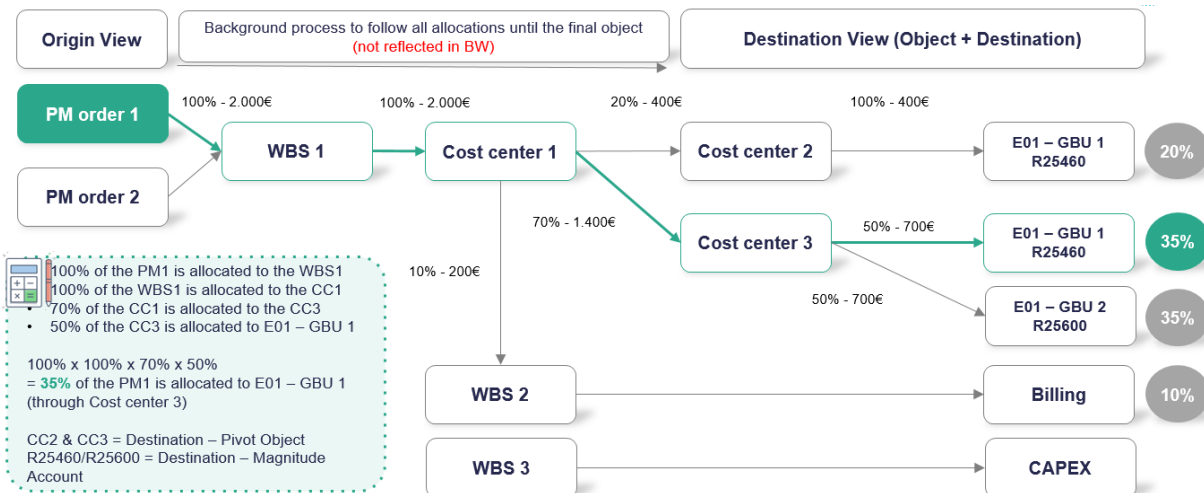 Origin View
Background process to follow all allocations until the final object
(not reflected in BW)
Destination View (Object + Destination)
100% - 2.000€
100% - 2.000€
20% - 400€
100% - 400€
PM order 1
WBS 1
Cost center 1
Cost center 2
E01 – GBU 1
R25460
20%
PM order 2
70% - 1.400€
Cost center 3
50% - 700€
E01 – GBU 1
R25460
35%
10% - 200€
50% - 700€
E01 – GBU 2
R25600
35%
100% of the PM1 is allocated to the WBS1
100% of the WBS1 is allocated to the CC1
• 70% of the CC1 is allocated to the CC3
• 50% of the CC3 is allocated to E01 – GBU 1
100% x 100% x 70% x 50%
= 35% of the PM1 is allocated to E01 – GBU 1
(through Cost center 3)
CC2 & CC3 = Destination – Pivot Object
R25460/R25600 = Destination – Magnitude
Account
WBS 2
Billing
10%
WBS 3
CAPEX